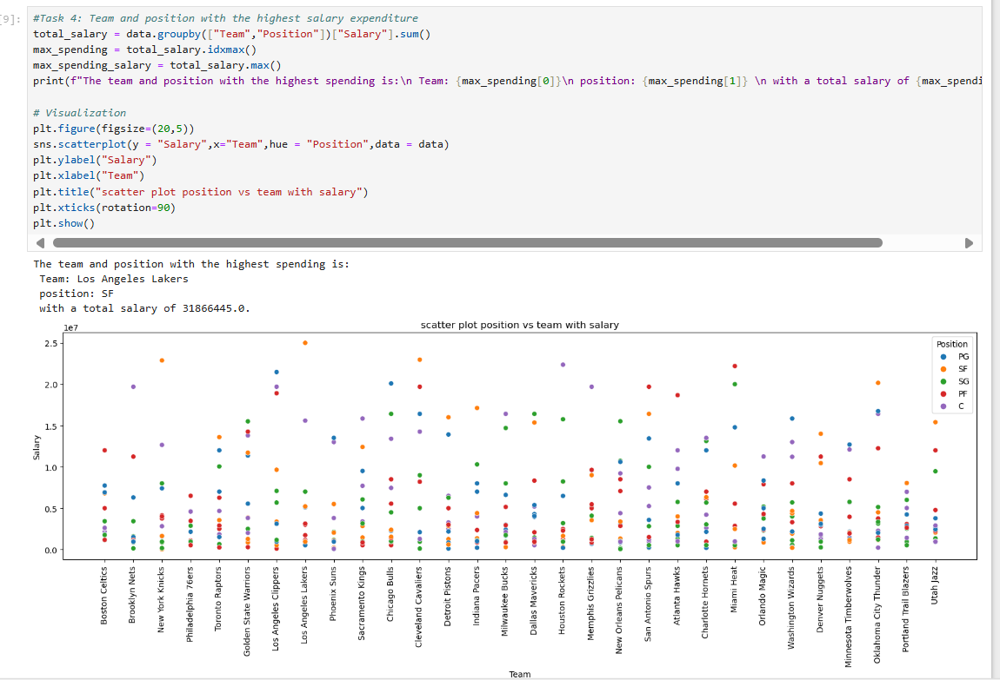 [9]:
#Task 4: Team and position with the highest salary expenditure
total_salary = data.groupby(["Team","Position"])["Salary"].sum()
max_spending = total_salary.idxmax()
max_spending_salary = total_salary.max()
print(f"The team and position with the highest spending is:\n Team: {max_spending[0]}\n position: {max_spending[1]} \n with a total salary of {max_spendi
# Visualization
plt.figure(figsize=(20,5))
sns.scatterplot(y = "Salary",x="Team",hue = "Position",data = data)
plt.ylabel("Salary")
plt.xlabel("Team")
plt.title("scatter plot position vs team with salary")
plt.xticks(rotation=90)
plt.show()
The team and position with the highest spending is:
Team: Los Angeles Lakers
position: SF
with a total salary of 31866445.0.
scatter plot position vs team with salary
1e7
2.5
2.0
1.5
1.0
0.5
0.0
Salary
Position
PG
SF
SG
PF
C
Boston Celtics
Brooklyn Nets
New York Knicks
Philadelphia 76ers
Toronto Raptors
Golden State Warriors
Los Angeles Clippers
Los Angeles Lakers
Phoenix Suns
Sacramento Kings
Chicago Bulls
Cleveland Cavaliers
Detroit Pistons
Indiana Pacers
Milwaukee Bucks
Dallas Mavericks
Houston Rockets
Memphis Grizzlies
New Orleans Pelicans
San Antonio Spurs
Atlanta Hawks
Charlotte Hornets
Miami Heat
Orlando Magic
Washington Wizards
Denver Nuggets
Minnesota Timberwolves
Oklahoma City Thunder
Portland Trail Blazers
Utah Jazz
Team